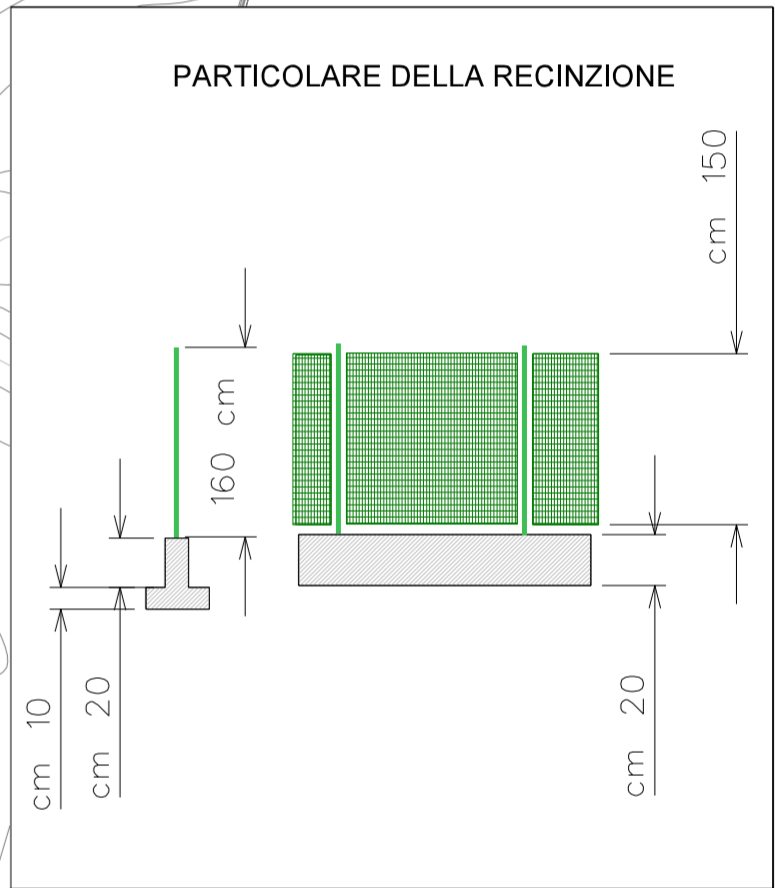 PARTICOLARE DELLA RECINZIONE
cm 150
160 cm
cm 10
cm 20
cm 20